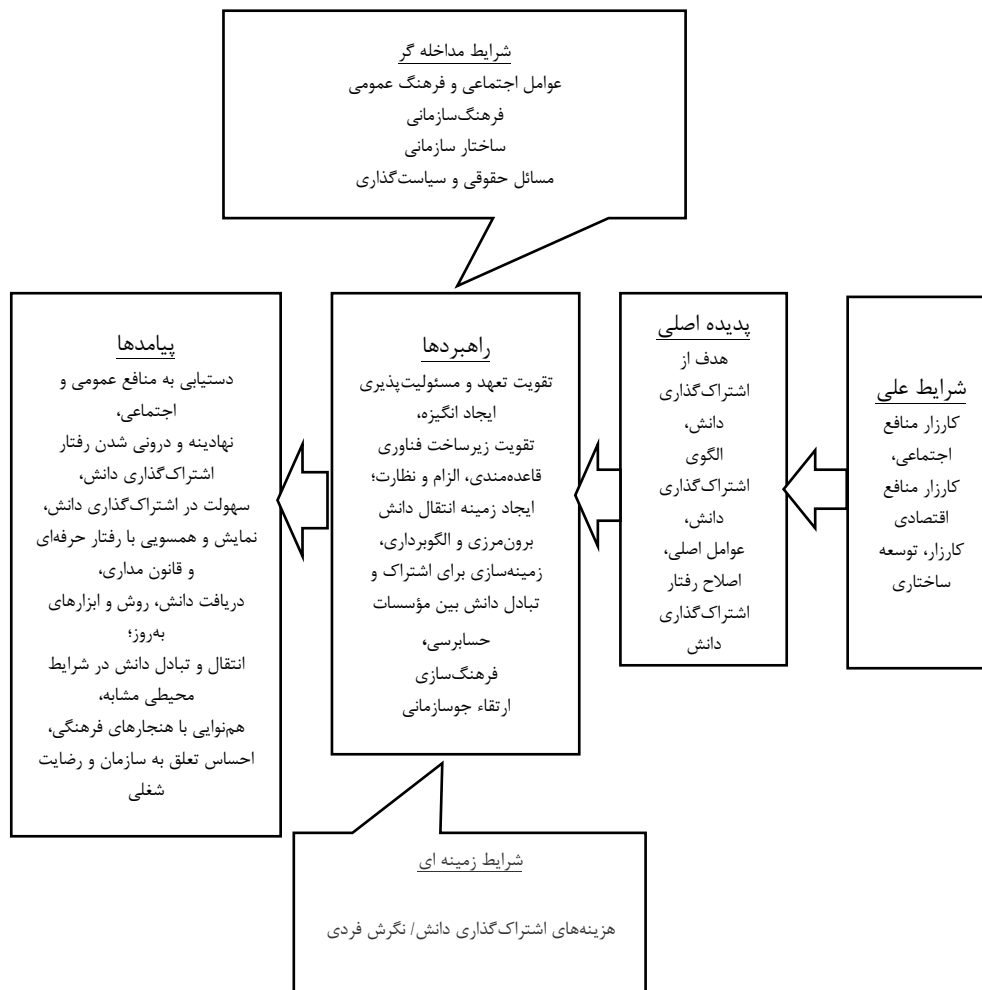 شرایط مداخله گر
عوامل اجتماعی و فرهنگ عمومی
فرهنگ‌سازمانی
ساختار سازمانی
مسائل حقوقی و سیاست‌گذاری
شرایط علی
کارزار منافع
اجتماعی،
کارزار منافع
اقتصادی
کارزار، توسعه
ساختاری
پدیده اصلی
هدف از
اشتراک‌گذاری
دانش،
الگوی
اشتراک‌گذاری
دانش،
عوامل اصلی،
اصلاح رفتار
اشتراک‌گذاری
دانش
راهبردها
تقویت تعهد و مسئولیت‌پذیری
ایجاد انگیزه،
تقویت زیرساخت فناوری
قاعده‌مندی، الزام و نظارت؛
ایجاد زمینه انتقال دانش
برون‌مرزی و الگوبرداری،
زمینه‌سازی برای اشتراک و
تبادل دانش بین مؤسسات
حسابرسی،
فرهنگ‌سازی
ارتقاء جوسازمانی
پیامدها
دستیابی به منافع عمومی و
اجتماعی،
نهادینه و درونی شدن رفتار
اشتراک‌گذاری دانش،
سهولت در اشتراک‌گذاری دانش،
نمایش و همسویی با رفتار حرفه‌ای
و قانون مداری،
دریافت دانش، روش و ابزارهای
به‌روز؛
انتقال و تبادل دانش در شرایط
محیطی مشابه،
هم‌نوایی با هنجارهای فرهنگی،
احساس تعلق به سازمان و رضایت
شغلی
شرایط زمینه ای
هزینه‌های اشتراک‌گذاری دانش/ نگرش فردی